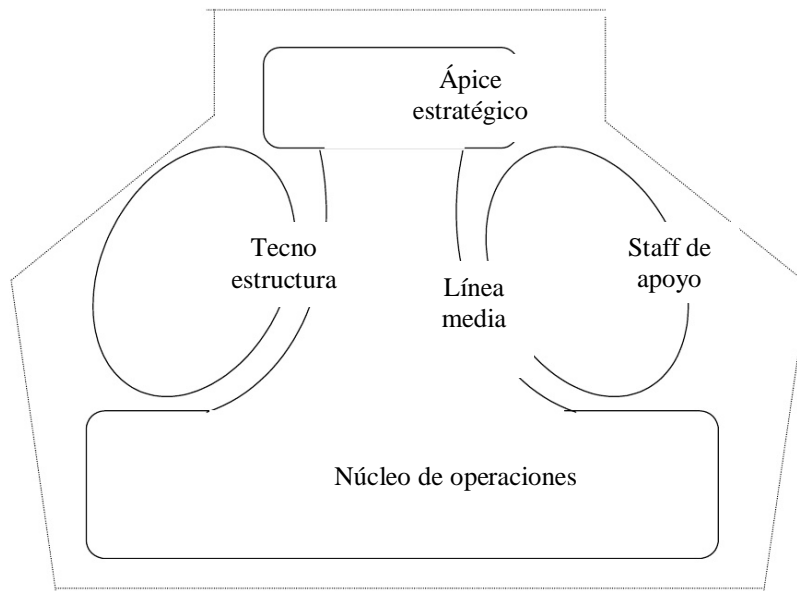 Ápice
estratégico
Tecno
estructura
Línea
media
Staff de
apoyo
Núcleo de operaciones